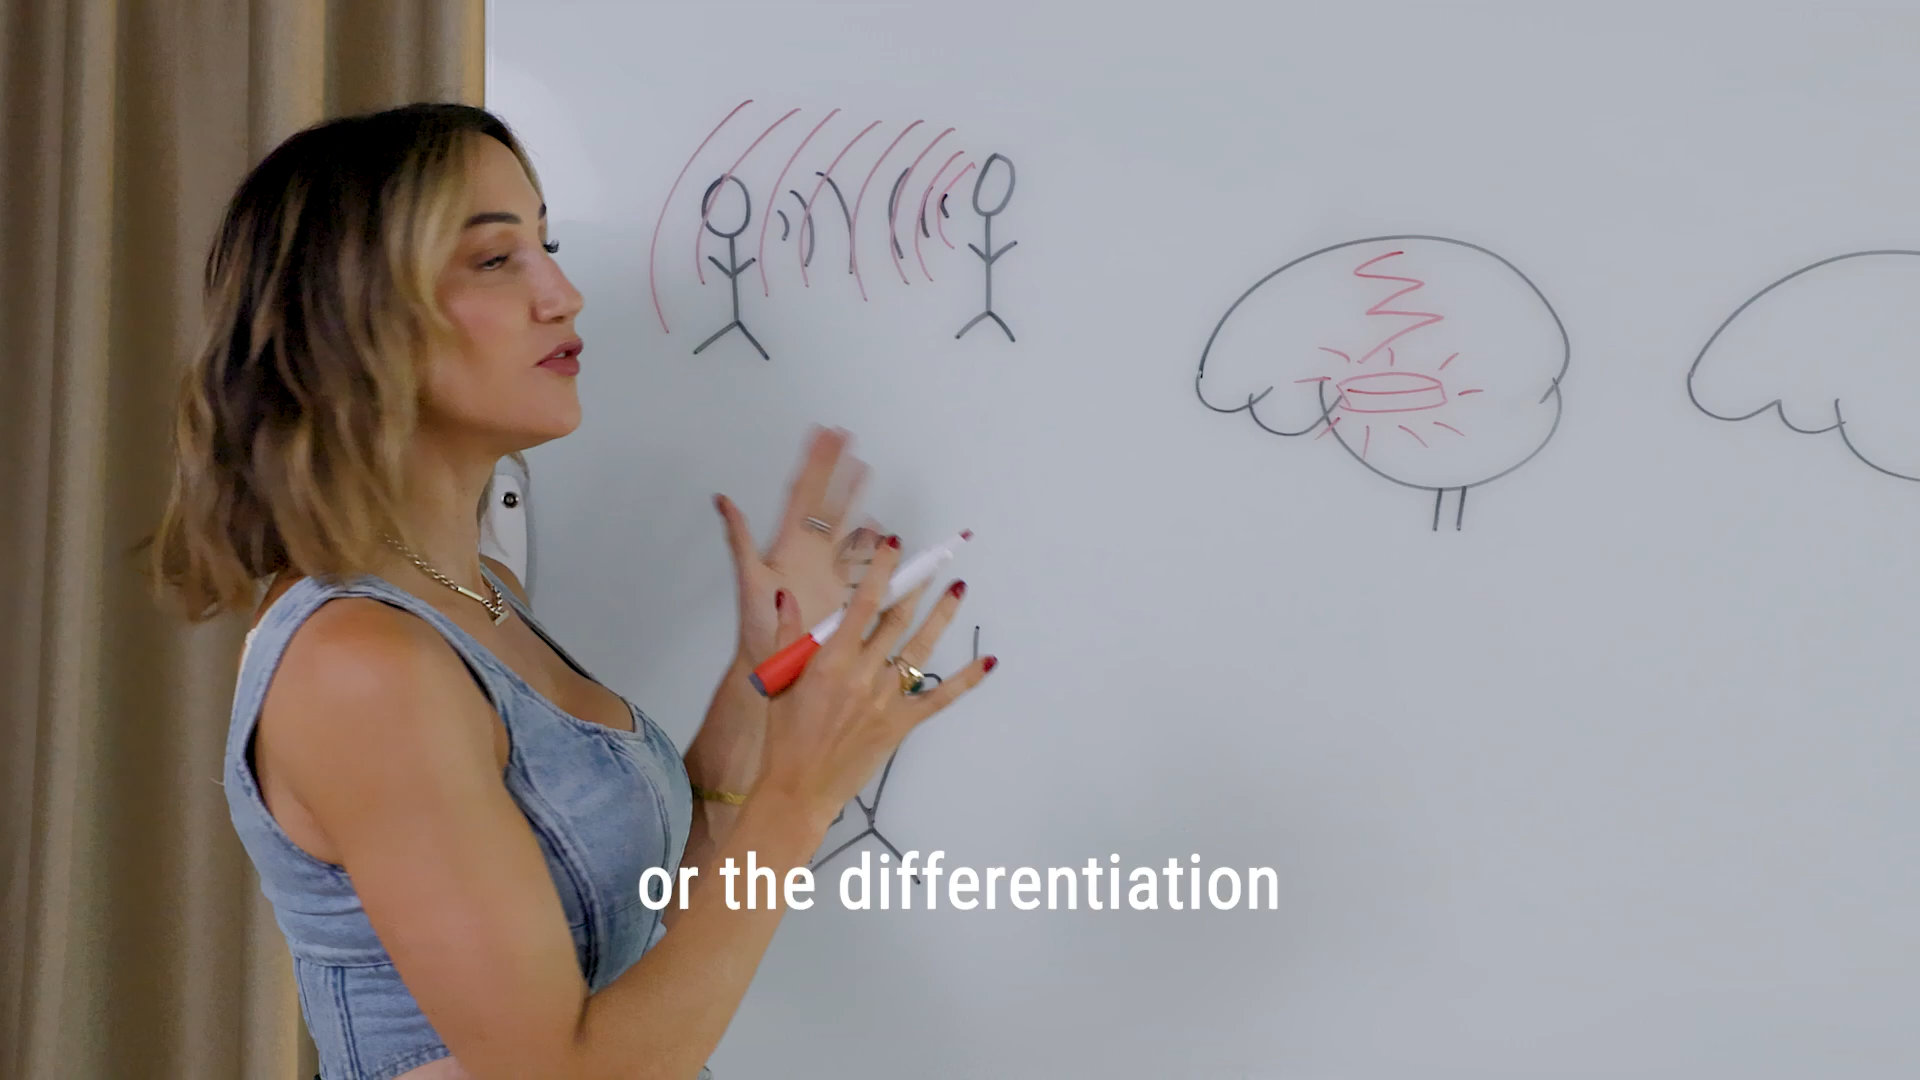 or the differentiation